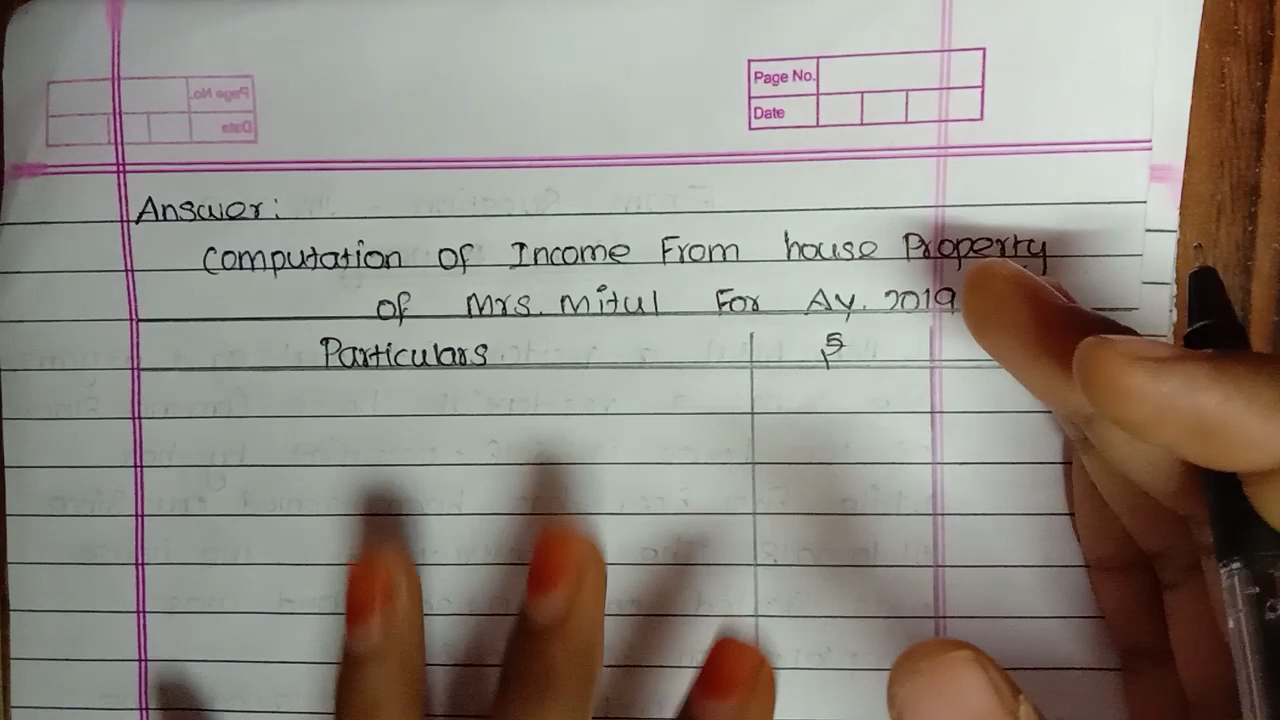 Page No.
Date
Answer:
Computation of Income From house Property
of Mrs. Mitul For AY. 2019
Particulars